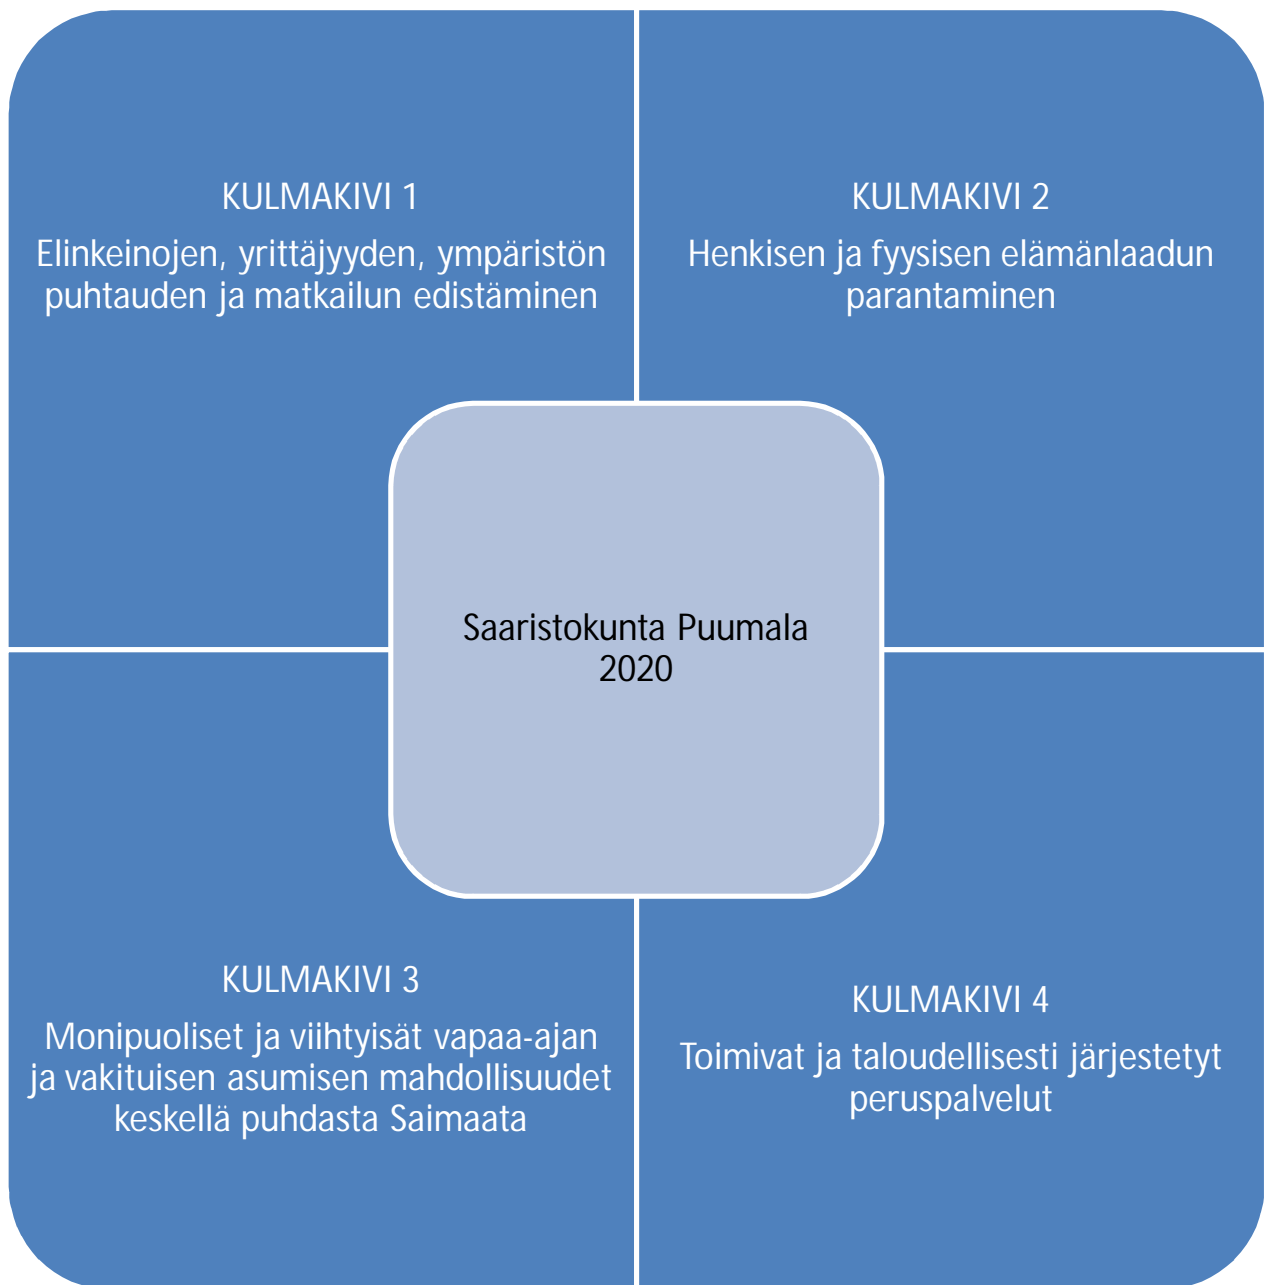 KULMAKIVI 1
Elinkeinojen, yrittäjyyden, ympäristön
puhtauden ja matkailun edistäminen
KULMAKIVI 2
Henkisen ja fyysisen elämänlaadun
parantaminen
Saaristokunta Puumala
2020
KULMAKIVI 3
Monipuoliset ja viihtyisät vapaa-ajan
ja vakituisen asumisen mahdollisuudet
keskellä puhdasta Saimaata
KULMAKIVI 4
Toimivat ja taloudellisesti järjestetyt
peruspalvelut